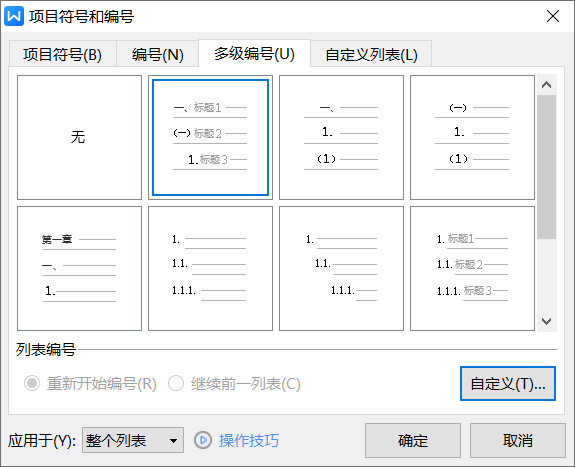 项目符号和编号
项目符号(B) 编号(N) 多级编号(U) 自定义列表(L)
无
一、标题1
(一)标题2
1.标题3
一、
1.
(1)
(一)
1.
(1)
第一章
一、
1.
1.
1.1.
1.1.1.
1.
1.1.
1.1.1.
1. 标题1
1.1. 标题2
1.1.1. 标题3
列表编号
重新开始编号(R) 继续前一列表(C) 自定义(T)...
应用于(Y): 整个列表 操作技巧 确定 取消